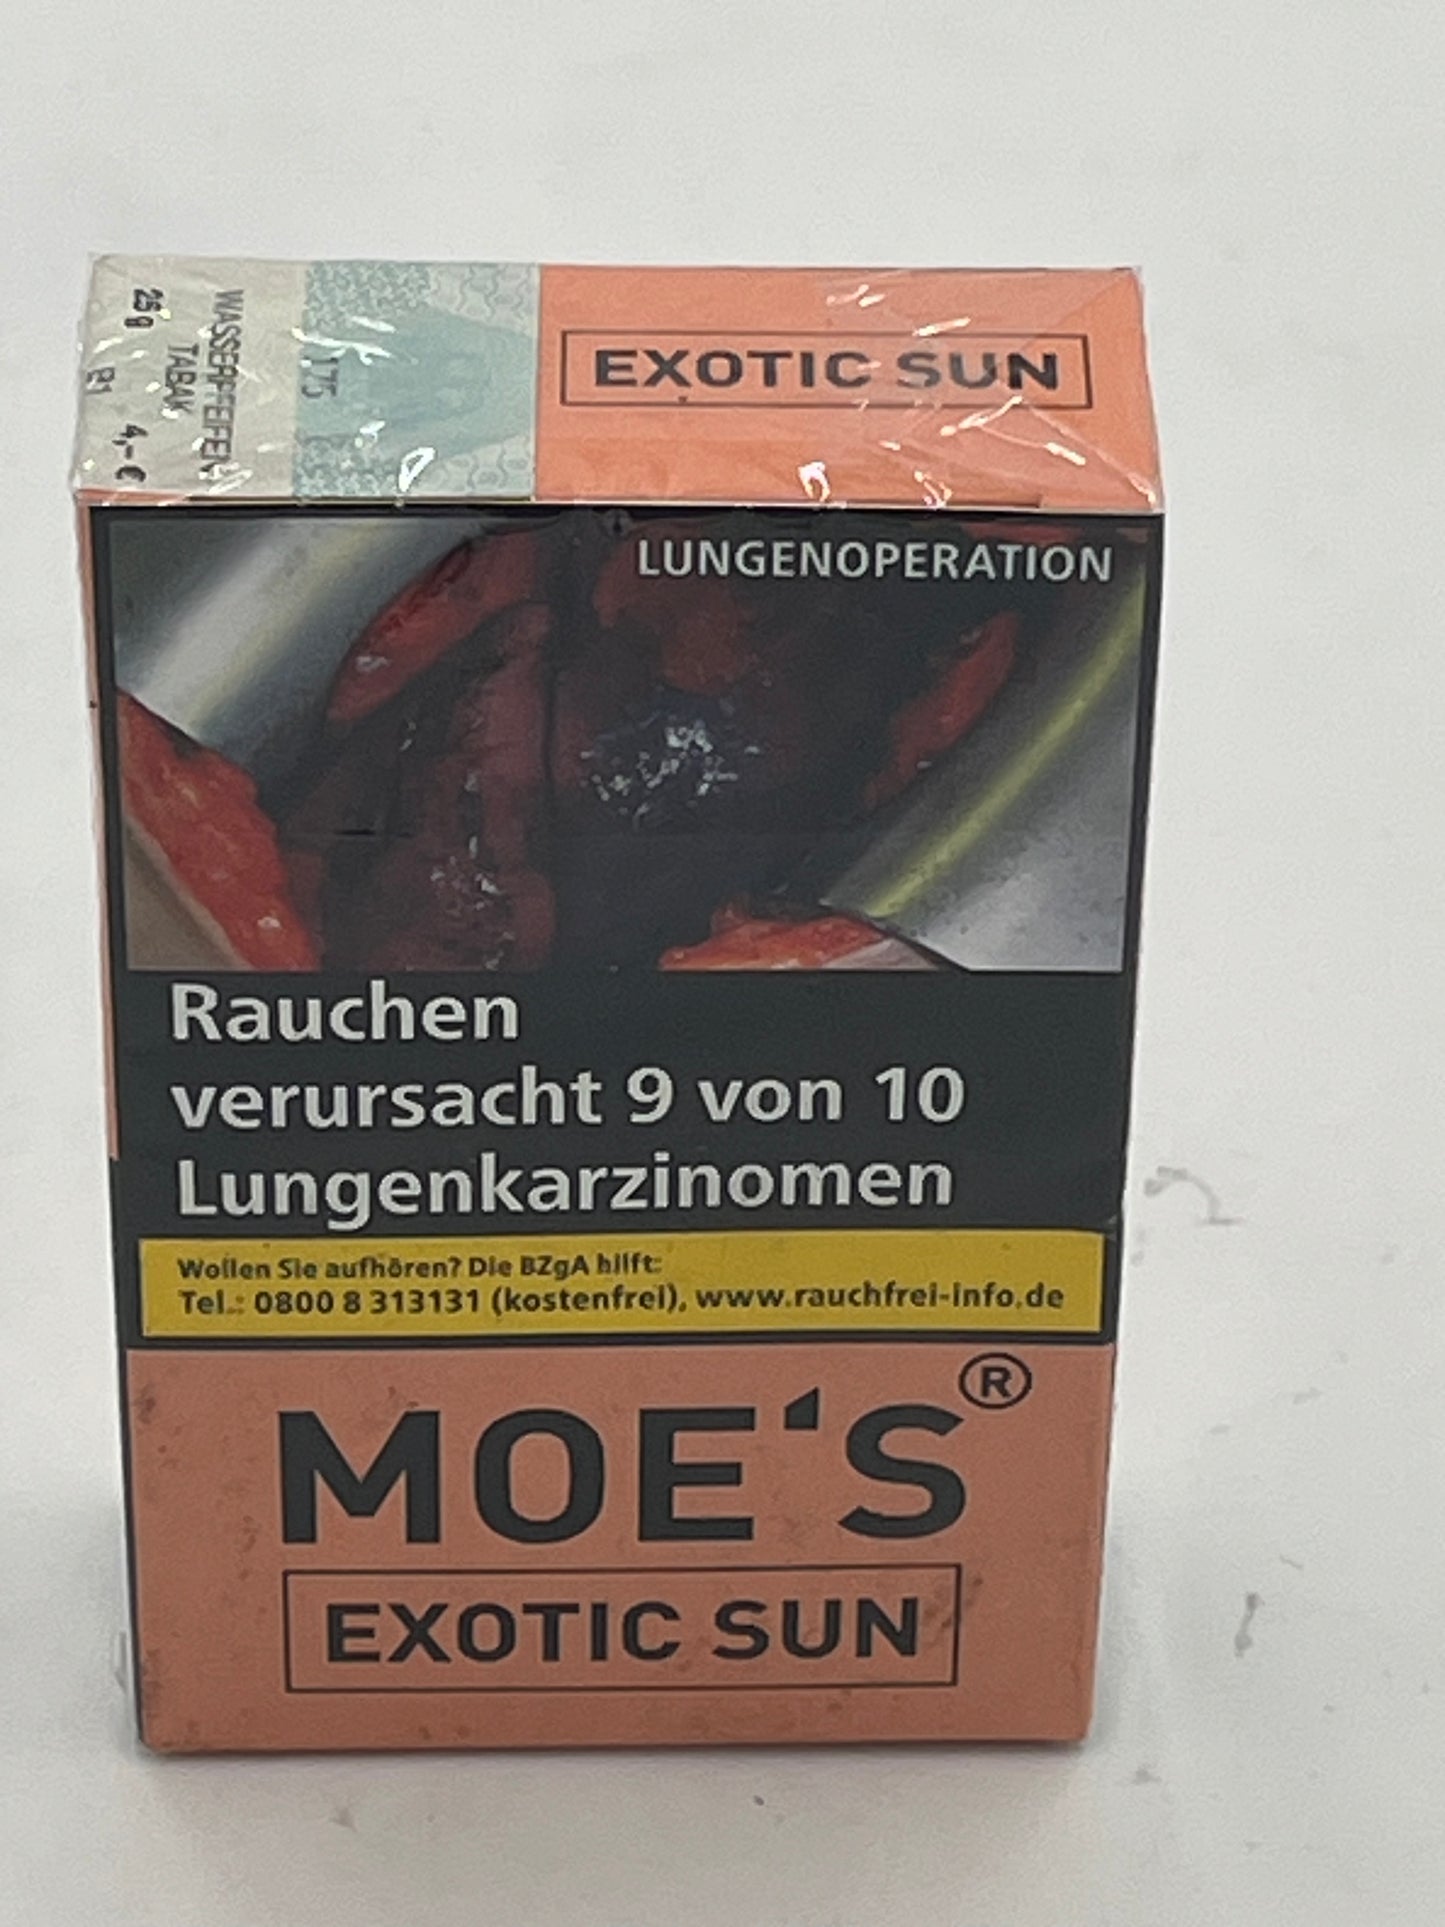 WASSERPFEIFEN
TABAK
25g 4,-€
175
EXOTIC SUN
LUNGENOPERATION
Rauchen
verursacht 9 von 10
Lungenkarzinomen
Wollen Sie aufhören? Die BZgA hilft:
Tel.: 0800 8 313131 (kostenfrei), www.rauchfrei-info.de
MOE'S®
EXOTIC SUN